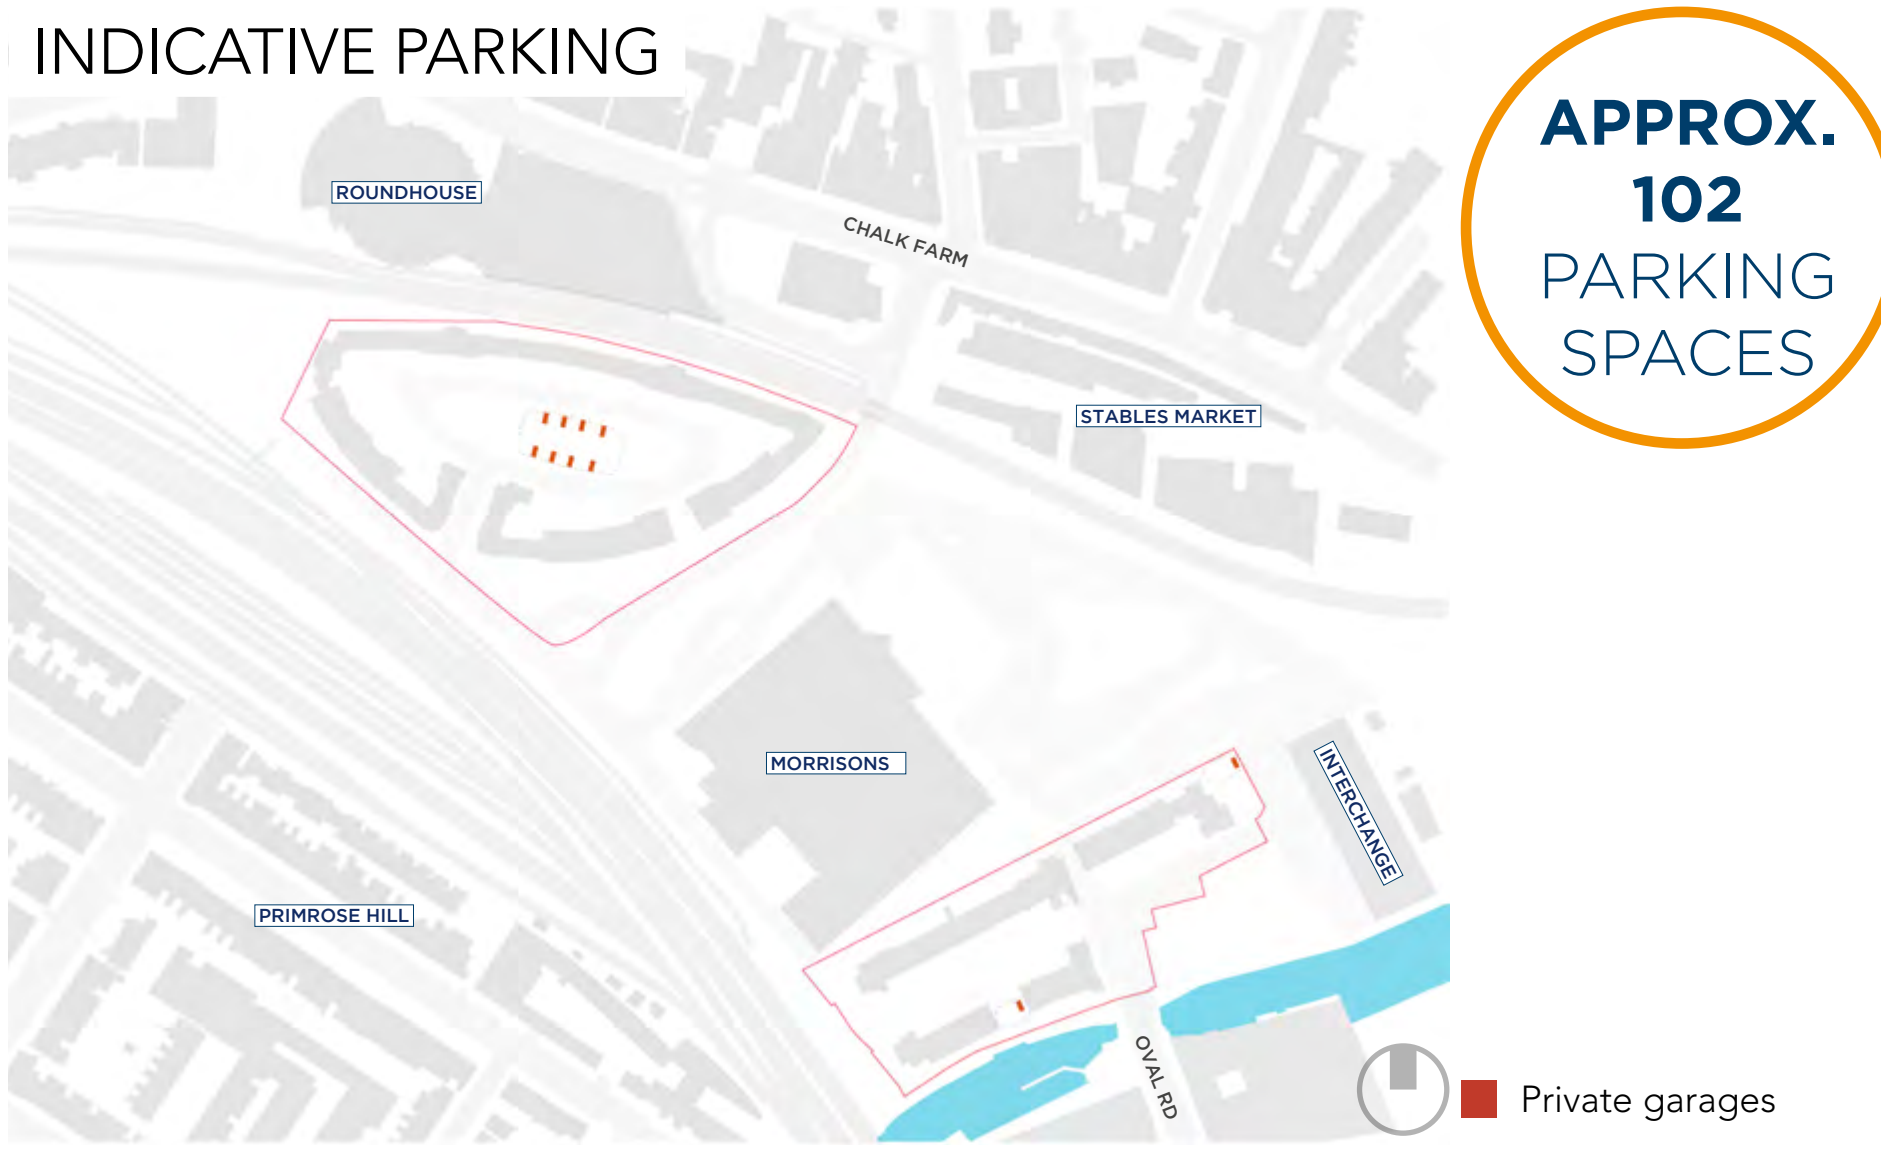 INDICATIVE PARKING
APPROX.
102
PARKING
SPACES
ROUNDHOUSE
CHALK FARM
STABLES MARKET
MORRISONS
INTERCHANGE
PRIMROSE HILL
OVAL RD
Private garages